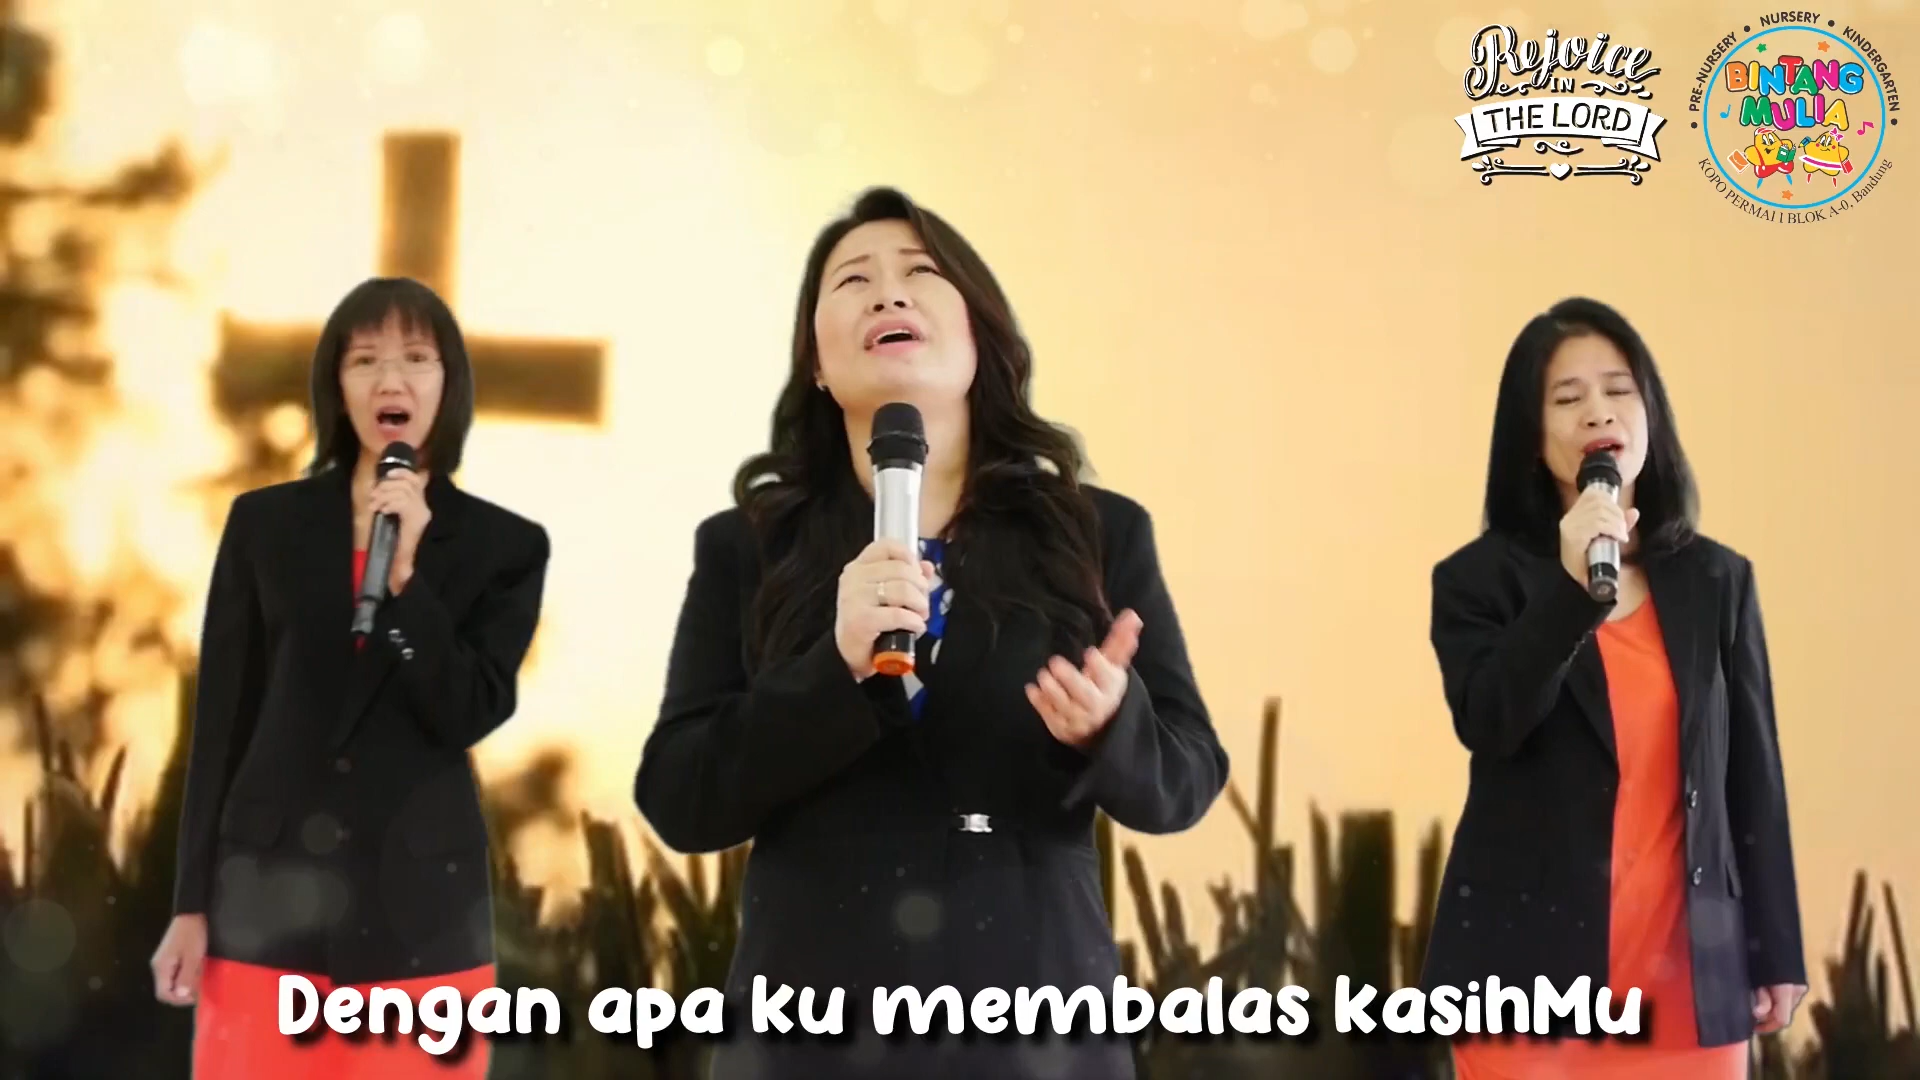 Rejoice
IN
THE LORD
PRE-NURSERY • NURSERY • KINDERGARTEN
BINTANG
MULIA
KOPO PERMAI I BLOK A-0, Bandung
Dengan apa ku membalas kasihMu